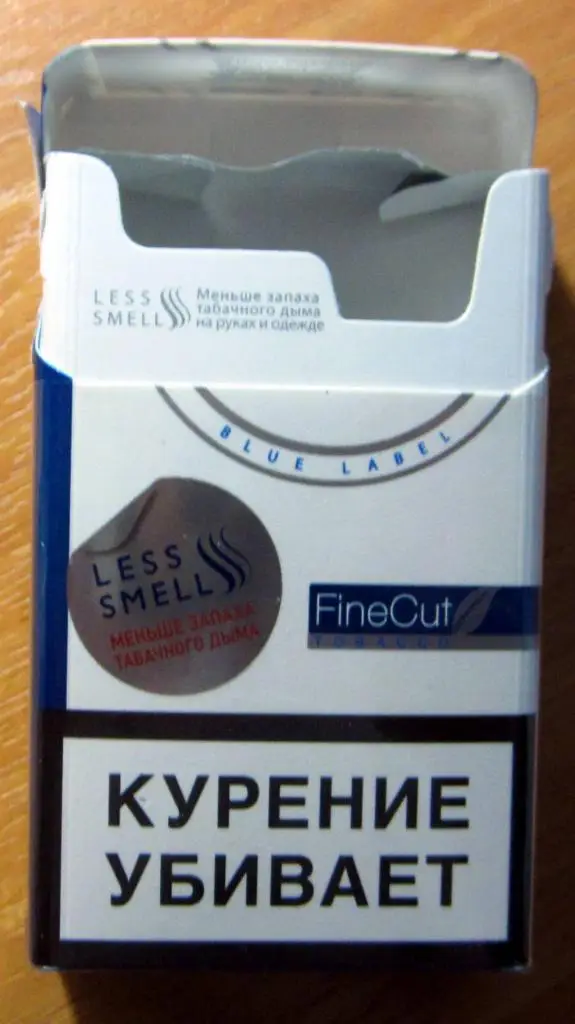 LESS
SMELL
Меньше запаха
табачного дыма
на руках и одежде
BLUE LABEL
LESS
SMELL
МЕНЬШЕ ЗАПАХА
ТАБАЧНОГО ДЫМА
FineCut
TOBACCO
КУРЕНИЕ
УБИВАЕТ